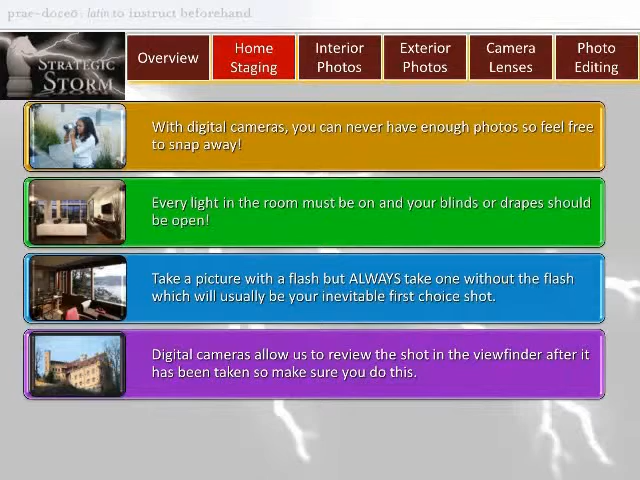 prae-doceō: latin to instruct beforehand
STRATEGIC
STORM
Overview
Home
Staging
Interior
Photos
Exterior
Photos
Camera
Lenses
Photo
Editing
With digital cameras, you can never have enough photos so feel free
to snap away!
Every light in the room must be on and your blinds or drapes should
be open!
Take a picture with a flash but ALWAYS take one without the flash
which will usually be your inevitable first choice shot.
Digital cameras allow us to review the shot in the viewfinder after it
has been taken so make sure you do this.